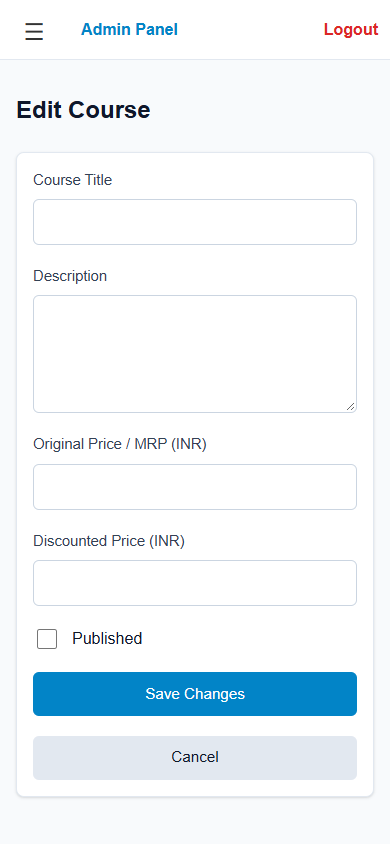 Admin Panel
Logout
Edit Course
Course Title
Description
Original Price / MRP (INR)
Discounted Price (INR)
Published
Save Changes
Cancel